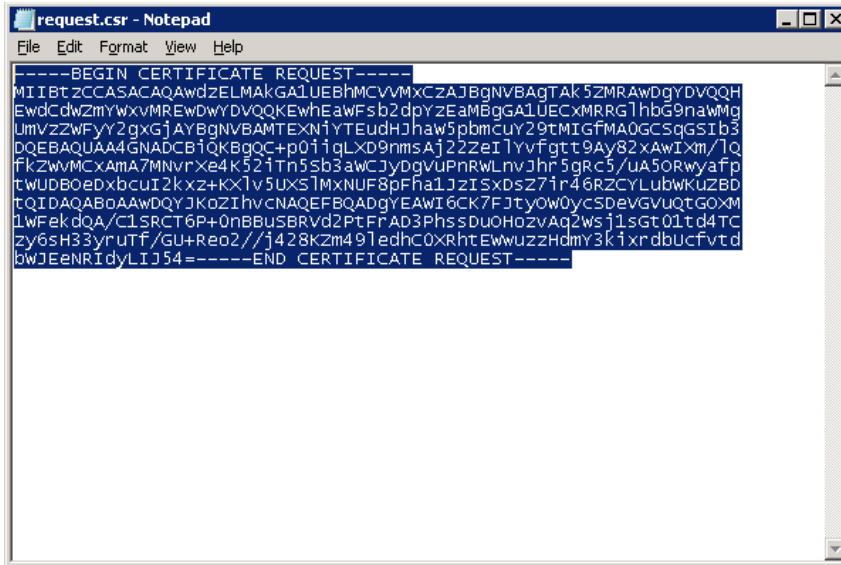 request.csr - Notepad
File Edit Format View Help
-----BEGIN CERTIFICATE REQUEST-----
MIIBtzCCASACAQAwdzELMAkGA1UEBhMCVVMxCzAJBgNVBAgTAk5ZMRAwDgYDVQQH
EwdCdWZmYWxvMREwDwYDVQQKEwhEaWFsb2dpYzEaMBgGA1UECxMRRGlhbG9naWMg
UmVzZWFyY2gxGjAYBgNVBAMTEXNiYTEudHJhaW5pbmcuY29tMIGfMA0GCSqGSIb3
DQEBAQUAA4GNADCBiQKBgQC+p0iiqLXD9nmsAj22ZeIlYvfgtt9Ay82xAwIXm/lQ
fkZwvMCxAmA7MNvrXe4K52iTn5Sb3aWCJyDgVuPnRWLnvJhr5gRc5/uA5ORwyafp
tWUDBOeDxbcuI2kxz+KXlv5UXSlMxNUF8pFha1JzISxDsZ7ir46RZCYLubWKuZBD
tQIDAQABoAAwDQYJKoZIhvcNAQEFBQADgYEAWI6CK7FJtyOW0ycSDeVGVuQtGOXM
1WFekdQA/C1SRCT6P+0nBBuSBRVd2PtFrAD3PhssDuOHozvAq2Wsj1sGt01td4TC
zy6sH33yruTf/GU+Reo2//j428KZm49ledhC0XRhtEWwuzzHdmY3kixrdbUcfvtd
bWJEeNRIdyLIJ54=-----END CERTIFICATE REQUEST-----